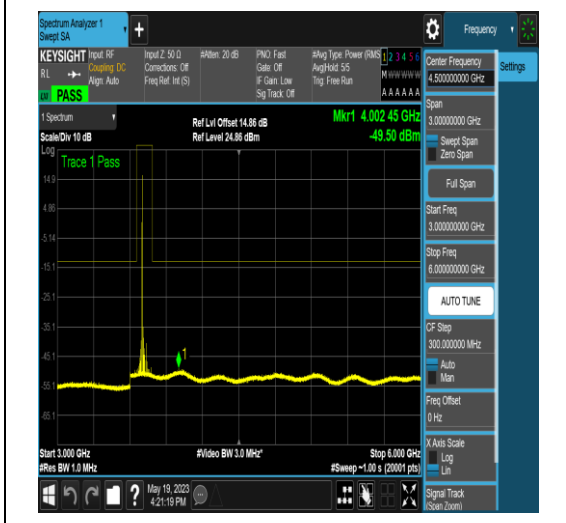 Spectrum Analyzer 1
Swept SA
+
Frequency
KEYSIGHT
RL
PASS
Input: RF
Coupling: DC
Align: Auto
Input Z: 50 Ω
Corrections: Off
Freq Ref: Int (S)
#Atten: 20 dB
PNO: Fast
Gate: Off
IF Gain: Low
Sig Track: Off
#Avg Type: Power (RMS
Avg|Hold: 5/5
Trig: Free Run
1 2 3 4 5 6
M W W W W W
A A A A A A
Center Frequency
4.500000000 GHz
Settings
Span
3.00000000 GHz
Swept Span
Zero Span
Full Span
Start Freq
3.000000000 GHz
Stop Freq
6.000000000 GHz
AUTO TUNE
CF Step
300.000000 MHz
Auto
Man
Freq Offset
0 Hz
X Axis Scale
Log
Lin
Signal Track
(Span Zoom)
1 Spectrum
Scale/Div 10 dB
Ref Lvl Offset 14.86 dB
Ref Level 24.86 dBm
Mkr1 4.002 45 GHz
-49.50 dBm
Log
Trace 1 Pass
14.9
4.86
-5.14
-15.1
-25.1
-35.1
-45.1
-55.1
-65.1
1
Start 3.000 GHz
#Res BW 1.0 MHz
#Video BW 3.0 MHz*
Stop 6.000 GHz
#Sweep ~1.00 s (20001 pts)
?
May 19, 2023
4:21:19 PM